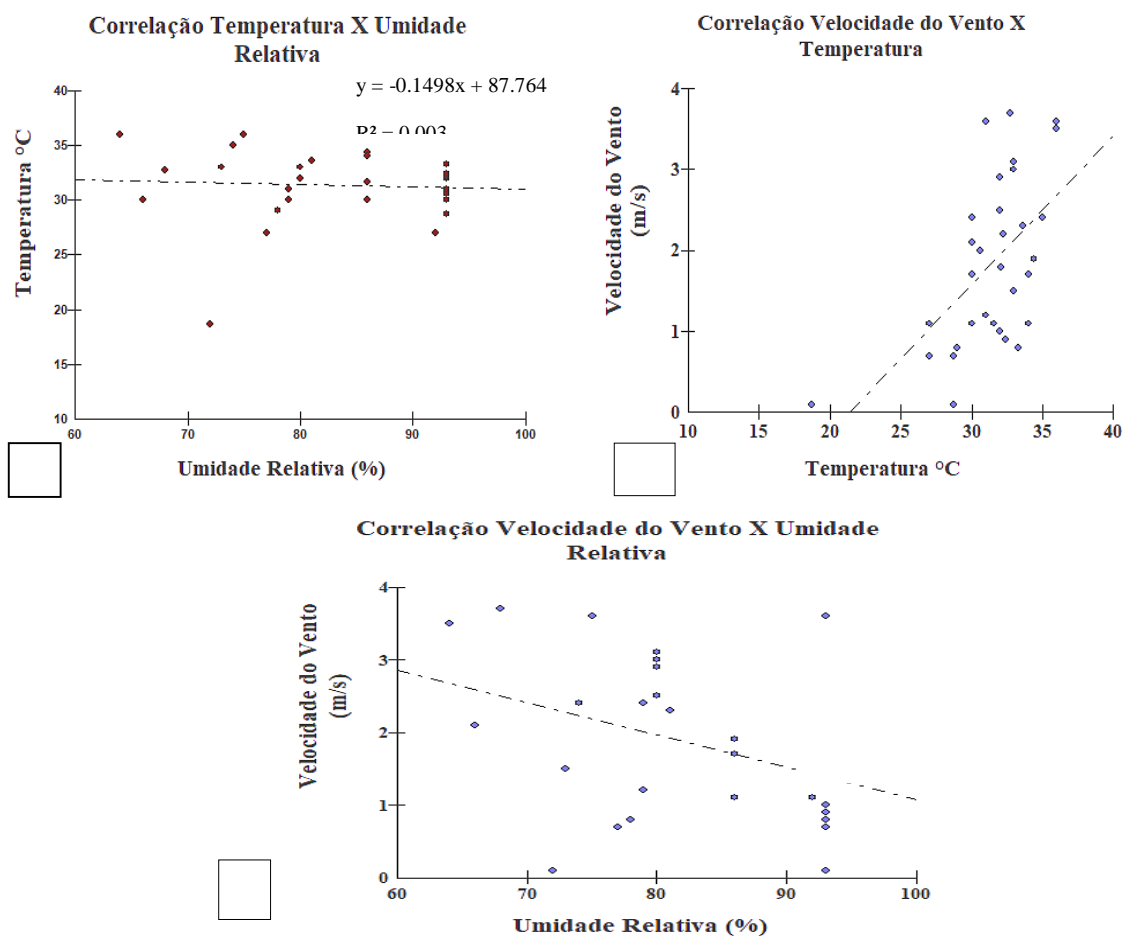 Correlação Temperatura X Umidade
Relativa
y = -0.1498x + 87.764
R² = 0.003
40
35
30
25
20
15
10
Temperatura °C
60
70
80
90
100
Umidade Relativa (%)
Correlação Velocidade do Vento X
Temperatura
4
3
2
1
0
Velocidade do Vento
(m/s)
10
15
20
25
30
35
40
Temperatura °C
Correlação Velocidade do Vento X Umidade
Relativa
4
3
2
1
0
Velocidade do Vento
(m/s)
60
70
80
90
100
Umidade Relativa (%)